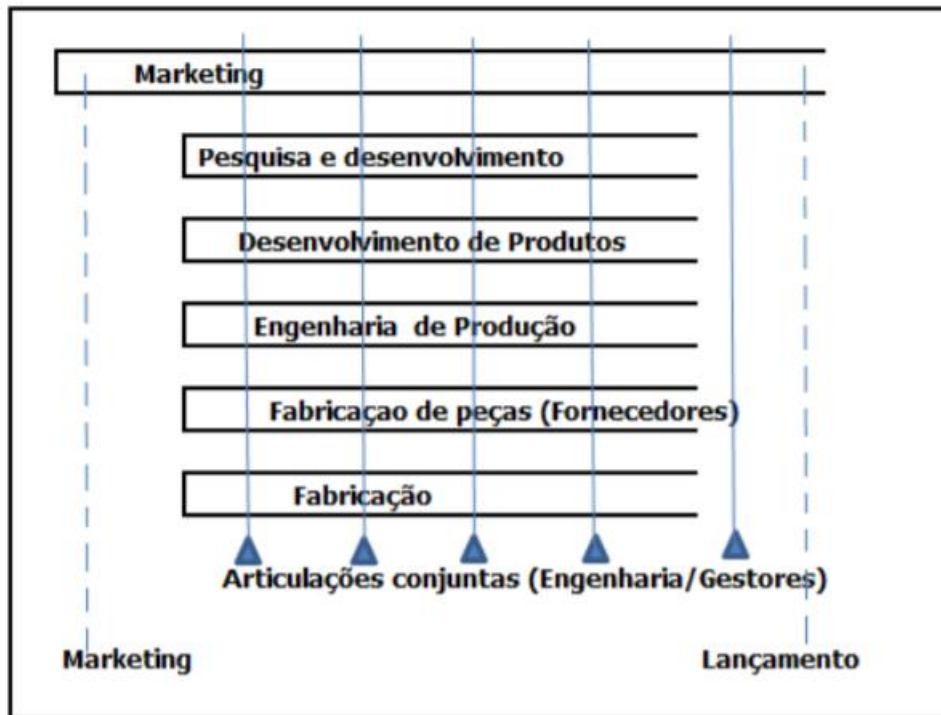 Marketing
Pesquisa e desenvolvimento
Desenvolvimento de Produtos
Engenharia de Produção
Fabricaçao de peças (Fornecedores)
Fabricação
Articulações conjuntas (Engenharia/Gestores)
Marketing
Lançamento